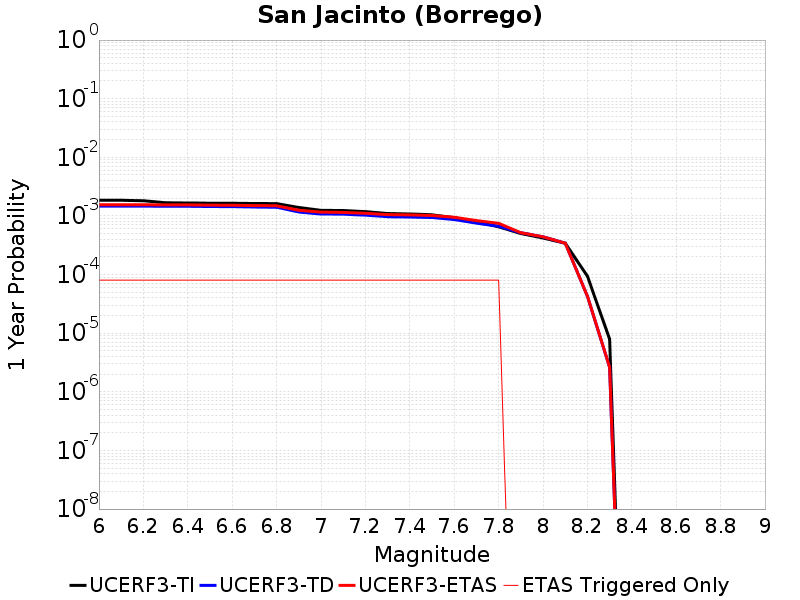 San Jacinto (Borrego)
10^0
10^-1
10^-2
10^-3
10^-4
10^-5
10^-6
10^-7
10^-8
1 Year Probability
6 6.2 6.4 6.6 6.8 7 7.2 7.4 7.6 7.8 8 8.2 8.4 8.6 8.8 9
Magnitude
UCERF3-TI UCERF3-TD UCERF3-ETAS ETAS Triggered Only